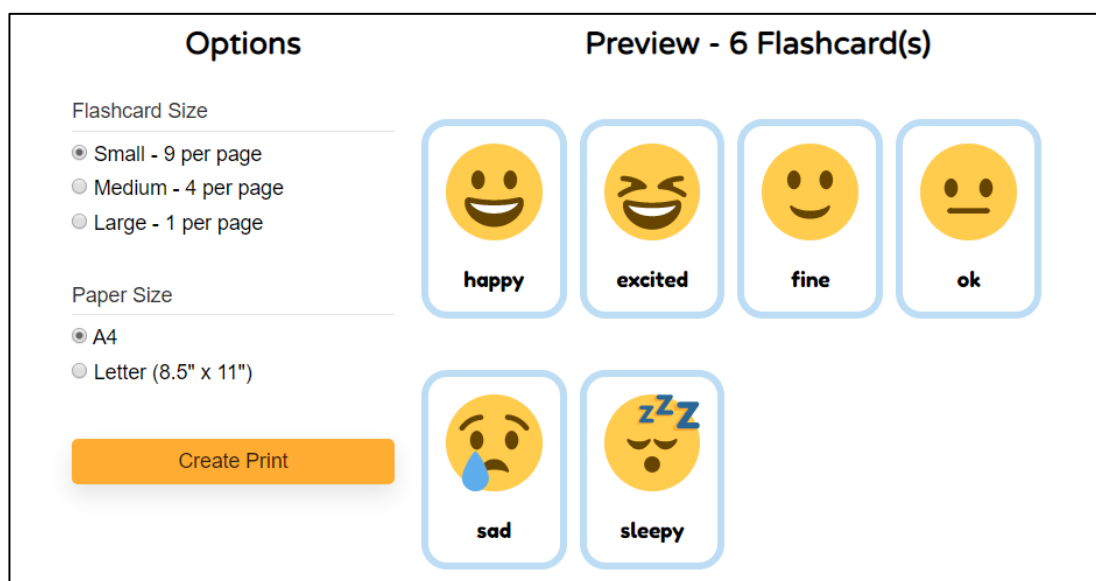 Options
Flashcard Size
Small - 9 per page
Medium - 4 per page
Large - 1 per page
Paper Size
A4
Letter (8.5" x 11")
Create Print
Preview - 6 Flashcard(s)
happy
excited
fine
ok
zzz
sad
sleepy